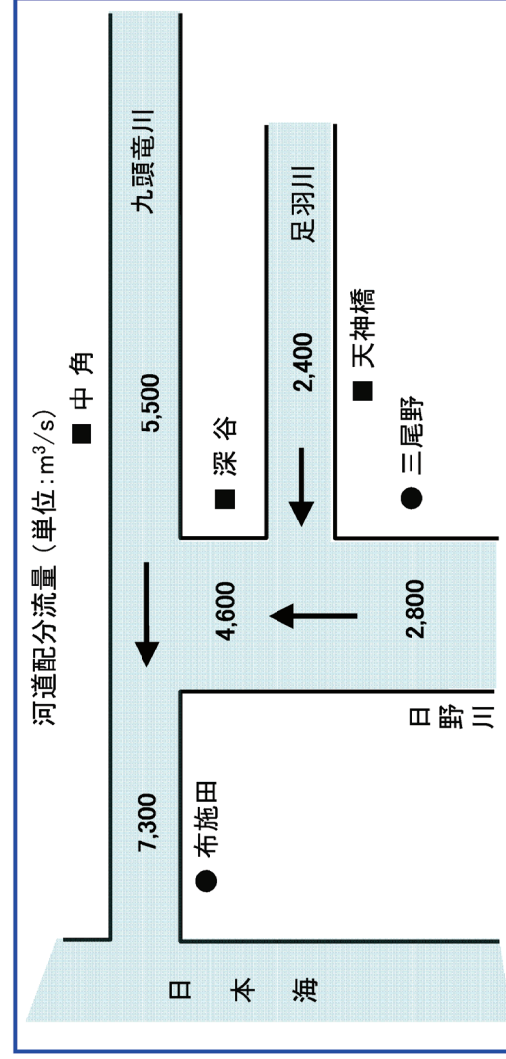 河道配分流量 (単位:m³/s)
■ 中 角
九頭竜川
5,500
7,300
● 布施田
■ 深 谷
4,600
足羽川
2,400
■ 天神橋
● 三尾野
2,800
日野川
日本海